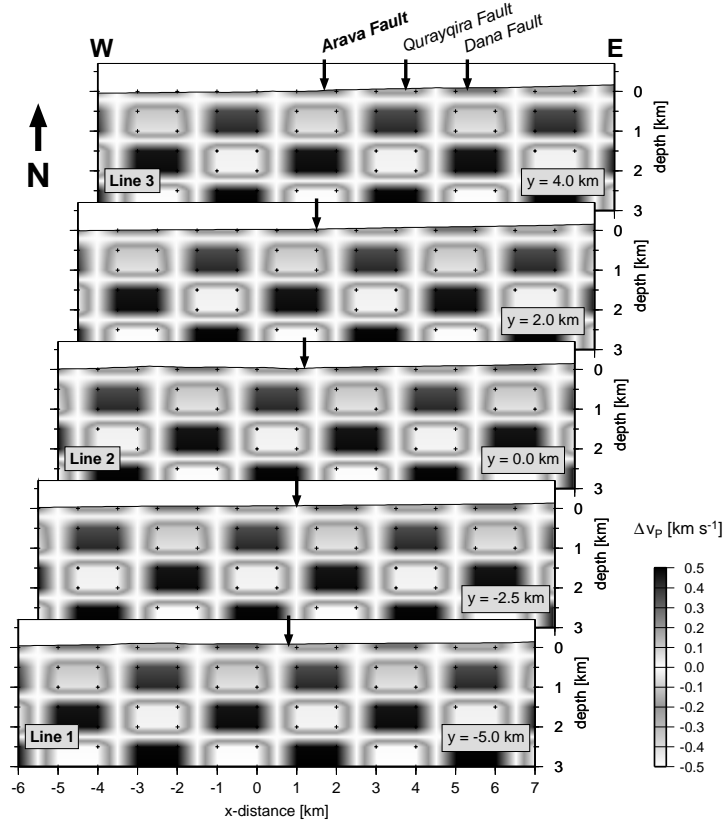 Arava Fault
Qurayqira Fault
Dana Fault
W
E
N
0
1
2
3
depth [km]
Line 3
y = 4.0 km
0
1
2
3
depth [km]
y = 2.0 km
0
1
2
3
depth [km]
Line 2
y = 0.0 km
0
1
2
3
depth [km]
y = -2.5 km
0
1
2
3
depth [km]
Line 1
y = -5.0 km
-6 -5 -4 -3 -2 -1 0 1 2 3 4 5 6 7
x-distance [km]
Δv_P [km s⁻¹]
0.5
0.4
0.3
0.2
0.1
0.0
-0.1
-0.2
-0.3
-0.4
-0.5